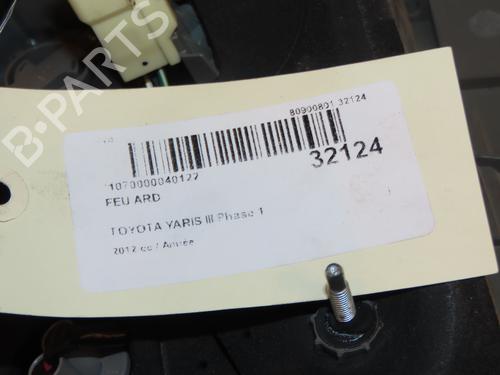 B-PARTS
80900801 32124
32124
1070000040122
FEU ARD
TOYOTA YARIS III Phase 1
2012 cc / Année